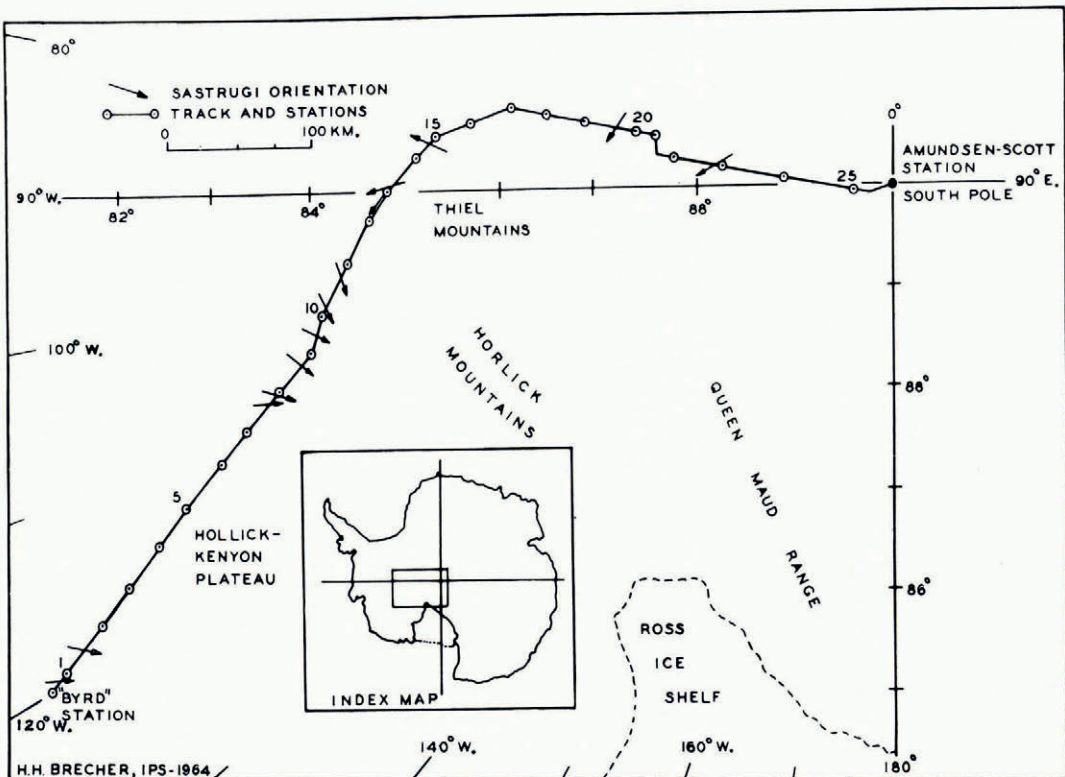 80°
SASTRUGI ORIENTATION
TRACK AND STATIONS
0 100 KM.
15
20
0°
AMUNDSEN-SCOTT
STATION
25
90° E.
SOUTH POLE
90° W.
82°
84°
88°
THIEL
MOUNTAINS
10
100° W.
HORLICK
MOUNTAINS
88°
QUEEN MAUD RANGE
5
HOLLICK-
KENYON
PLATEAU
86°
ROSS
ICE
SHELF
1
"BYRD"
STATION
INDEX MAP
120° W.
140° W.
160° W.
180°
H.H. BRECHER, IPS-1964